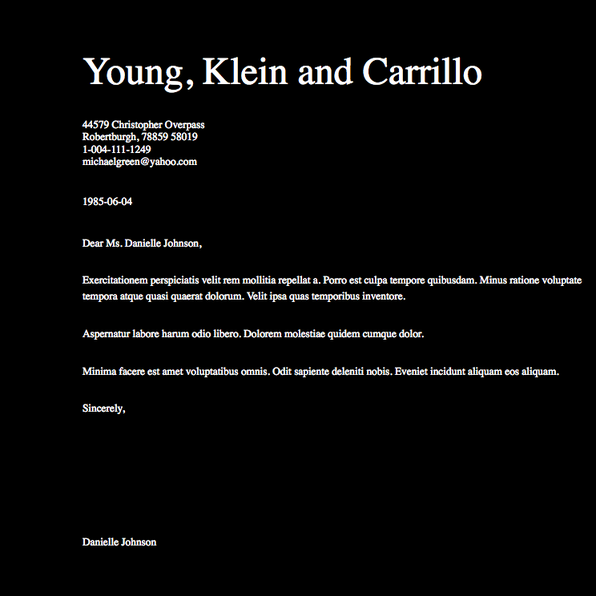 Young, Klein and Carrillo
44579 Christopher Overpass
Robertburgh, 78859 58019
1-004-111-1249
michaelgreen@yahoo.com
1985-06-04
Dear Ms. Danielle Johnson,
Exercitationem perspiciatis velit rem mollitia repellat a. Porro est culpa tempore quibusdam. Minus ratione voluptate
tempora atque quasi quaerat dolorum. Velit ipsa quas temporibus inventore.
Aspernatur labore harum odio libero. Dolorem molestiae quidem cumque dolor.
Minima facere est amet voluptatibus omnis. Odit sapiente deleniti nobis. Eveniet incidunt aliquam eos aliquam.
Sincerely,
Danielle Johnson